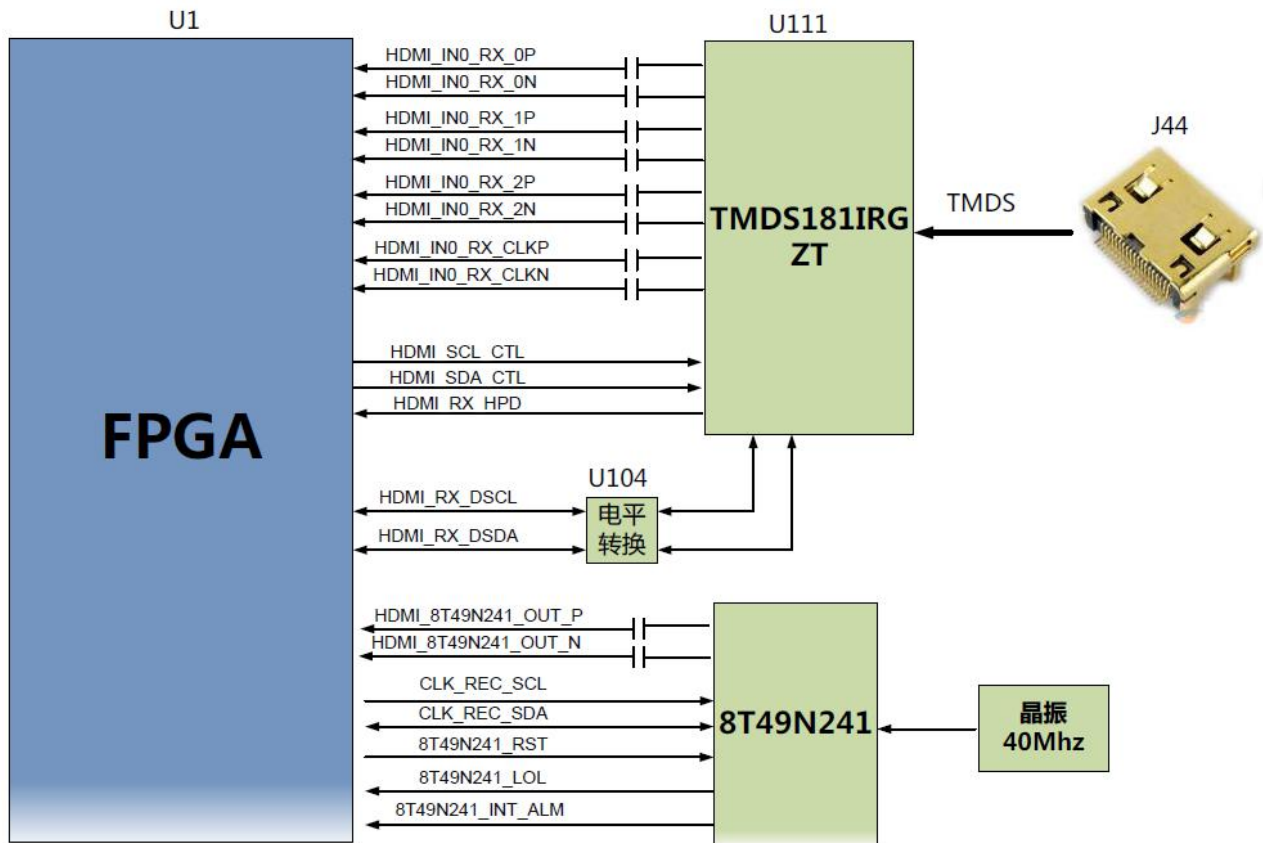 U1
U111
J44
HDMI_IN0_RX_0P
HDMI_IN0_RX_0N
HDMI_IN0_RX_1P
HDMI_IN0_RX_1N
HDMI_IN0_RX_2P
HDMI_IN0_RX_2N
HDMI_IN0_RX_CLKP
HDMI_IN0_RX_CLKN
TMDS181IRG
ZT
TMDS
HDMI_SCL_CTL
HDMI_SDA_CTL
HDMI_RX_HPD
FPGA
U104
HDMI_RX_DSCL
HDMI_RX_DSDA
电平
转换
HDMI_8T49N241_OUT_P
HDMI_8T49N241_OUT_N
CLK_REC_SCL
CLK_REC_SDA
8T49N241_RST
8T49N241_LOL
8T49N241_INT_ALM
8T49N241
晶振
40Mhz